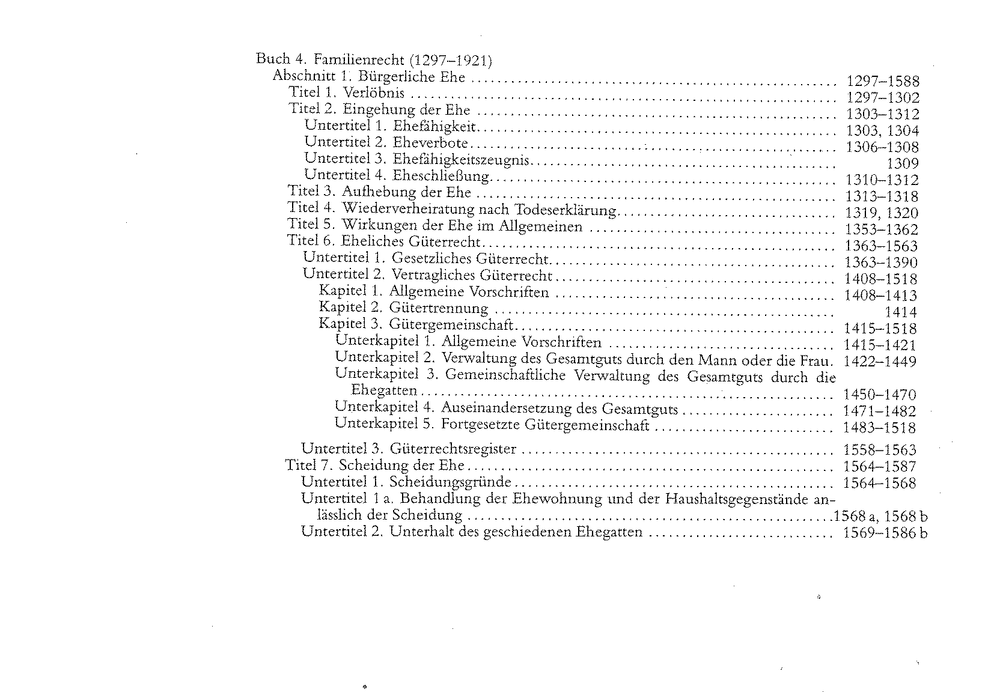 Buch 4. Familienrecht (1297–1921)
Abschnitt 1. Bürgerliche Ehe ........ 1297–1588
Titel 1. Verlöbnis ........ 1297–1302
Titel 2. Eingehung der Ehe ........ 1303–1312
Untertitel 1. Ehefähigkeit ........ 1303, 1304
Untertitel 2. Eheverbote ........ 1306–1308
Untertitel 3. Ehefähigkeitszeugnis ........ 1309
Untertitel 4. Eheschließung ........ 1310–1312
Titel 3. Aufhebung der Ehe ........ 1313–1318
Titel 4. Wiederverheiratung nach Todeserklärung ........ 1319, 1320
Titel 5. Wirkungen der Ehe im Allgemeinen ........ 1353–1362
Titel 6. Eheliches Güterrecht ........ 1363–1563
Untertitel 1. Gesetzliches Güterrecht ........ 1363–1390
Untertitel 2. Vertragliches Güterrecht ........ 1408–1518
Kapitel 1. Allgemeine Vorschriften ........ 1408–1413
Kapitel 2. Gütertrennung ........ 1414
Kapitel 3. Gütergemeinschaft ........ 1415–1518
Unterkapitel 1. Allgemeine Vorschriften ........ 1415–1421
Unterkapitel 2. Verwaltung des Gesamtguts durch den Mann oder die Frau. 1422–1449
Unterkapitel 3. Gemeinschaftliche Verwaltung des Gesamtguts durch die
Ehegatten ........ 1450–1470
Unterkapitel 4. Auseinandersetzung des Gesamtguts ........ 1471–1482
Unterkapitel 5. Fortgesetzte Gütergemeinschaft ........ 1483–1518
Untertitel 3. Güterrechtsregister ........ 1558–1563
Titel 7. Scheidung der Ehe ........ 1564–1587
Untertitel 1. Scheidungsgründe ........ 1564–1568
Untertitel 1 a. Behandlung der Ehewohnung und der Haushaltsgegenstände an-
lässlich der Scheidung ........ 1568 a, 1568 b
Untertitel 2. Unterhalt des geschiedenen Ehegatten ........ 1569–1586 b